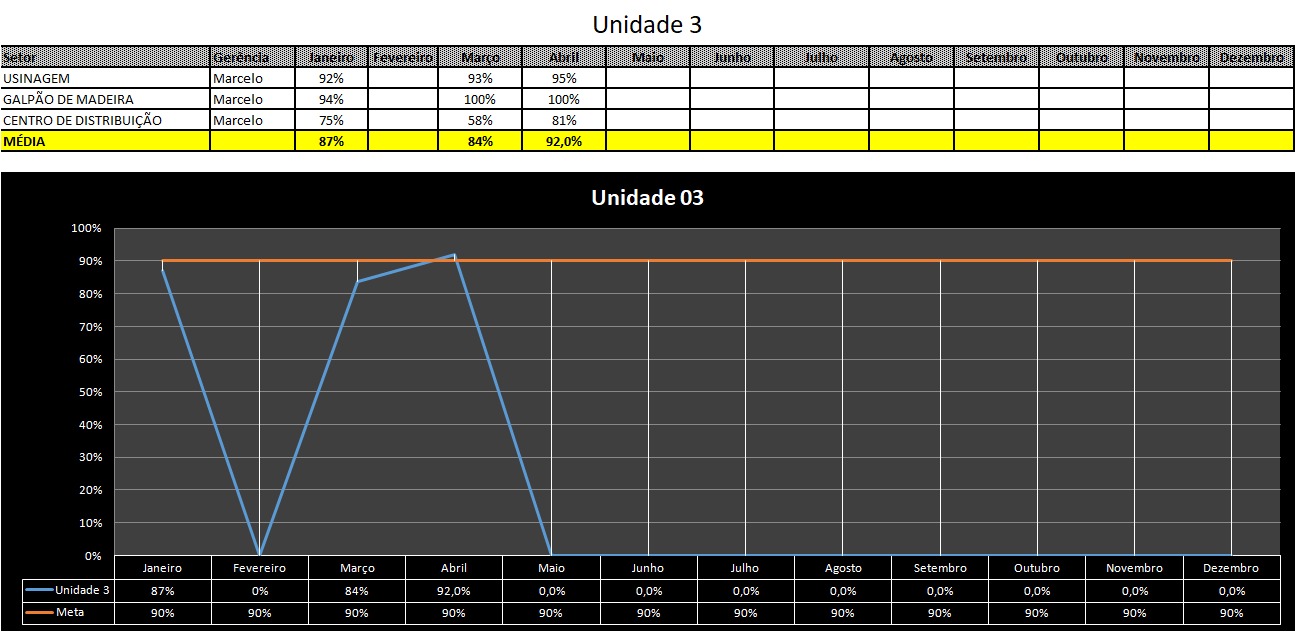 Unidade 3
Setor Gerência Janeiro Fevereiro Março Abril Maio Junho Julho Agosto Setembro Outubro Novembro Dezembro
USINAGEM Marcelo 92% 93% 95%
GALPÃO DE MADEIRA Marcelo 94% 100% 100%
CENTRO DE DISTRIBUIÇÃO Marcelo 75% 58% 81%
MÉDIA 87% 84% 92,0%
Unidade 03
100%
90%
80%
70%
60%
50%
40%
30%
20%
10%
0%
Janeiro Fevereiro Março Abril Maio Junho Julho Agosto Setembro Outubro Novembro Dezembro
Unidade 3 87% 0% 84% 92,0% 0,0% 0,0% 0,0% 0,0% 0,0% 0,0% 0,0% 0,0%
Meta 90% 90% 90% 90% 90% 90% 90% 90% 90% 90% 90% 90%